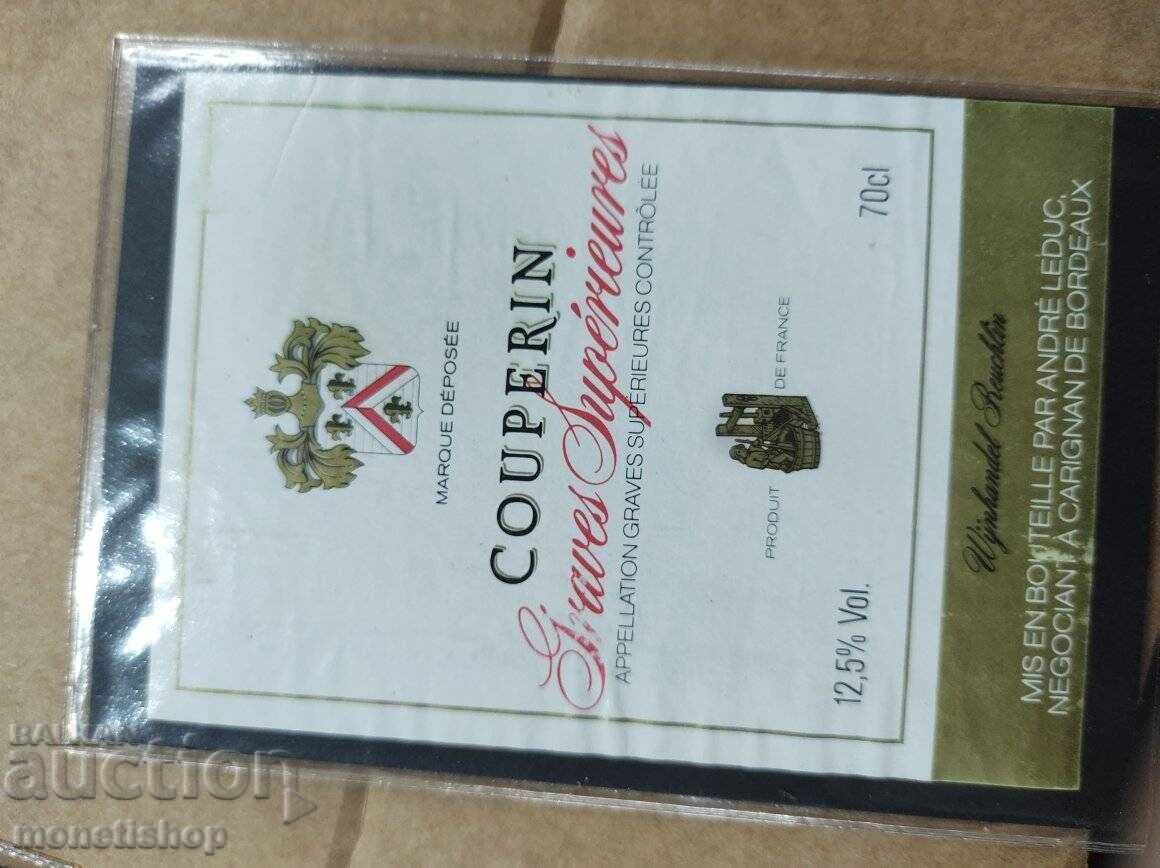 MARQUE DÉPOSÉE
COUPERIN
Graves Supérieures
APPELLATION GRAVES SUPÉRIEURES CONTRÔLÉE
PRODUIT DE FRANCE
12,5% Vol. 70cl
Wijnhandel Reuchlin
MIS EN BOUTEILLE PAR ANDRÉ LEDUC,
NEGOCIANT À CARIGNAN DE BORDEAUX
BALKAN
auction
monetishop